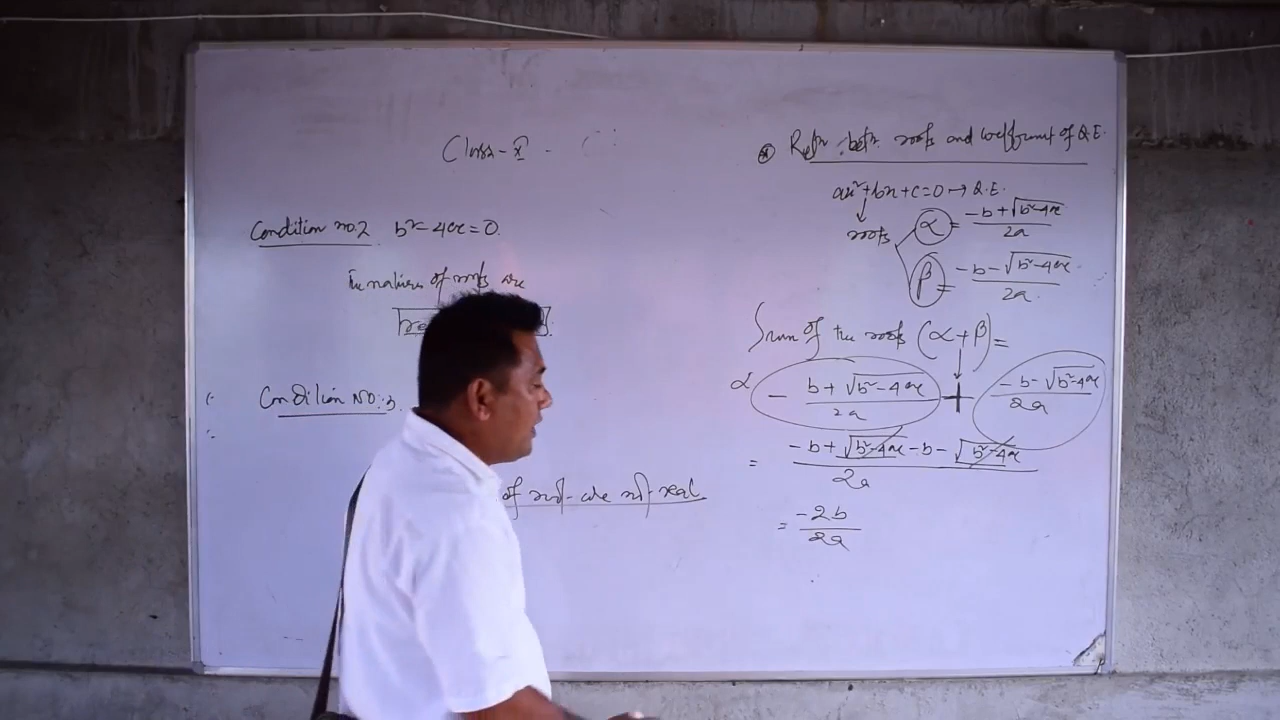 Class-X
Condition no.2 b²-4ac=0.
The natures of roots are
Condition NO:3.
of root are not real
Reln betn roots and coefficient of Q.E.
ax²+bx+c=0→Q.E.
roots α = -b+√b²-4ac / 2a
β = -b-√b²-4ac / 2a.
Sum of the roots (α+β)=
α -b+√b²-4ac / 2a + -b-√b²-4ac / 2a
= -b+√b²-4ac-b-√b²-4ac / 2a
= -2b / 2a